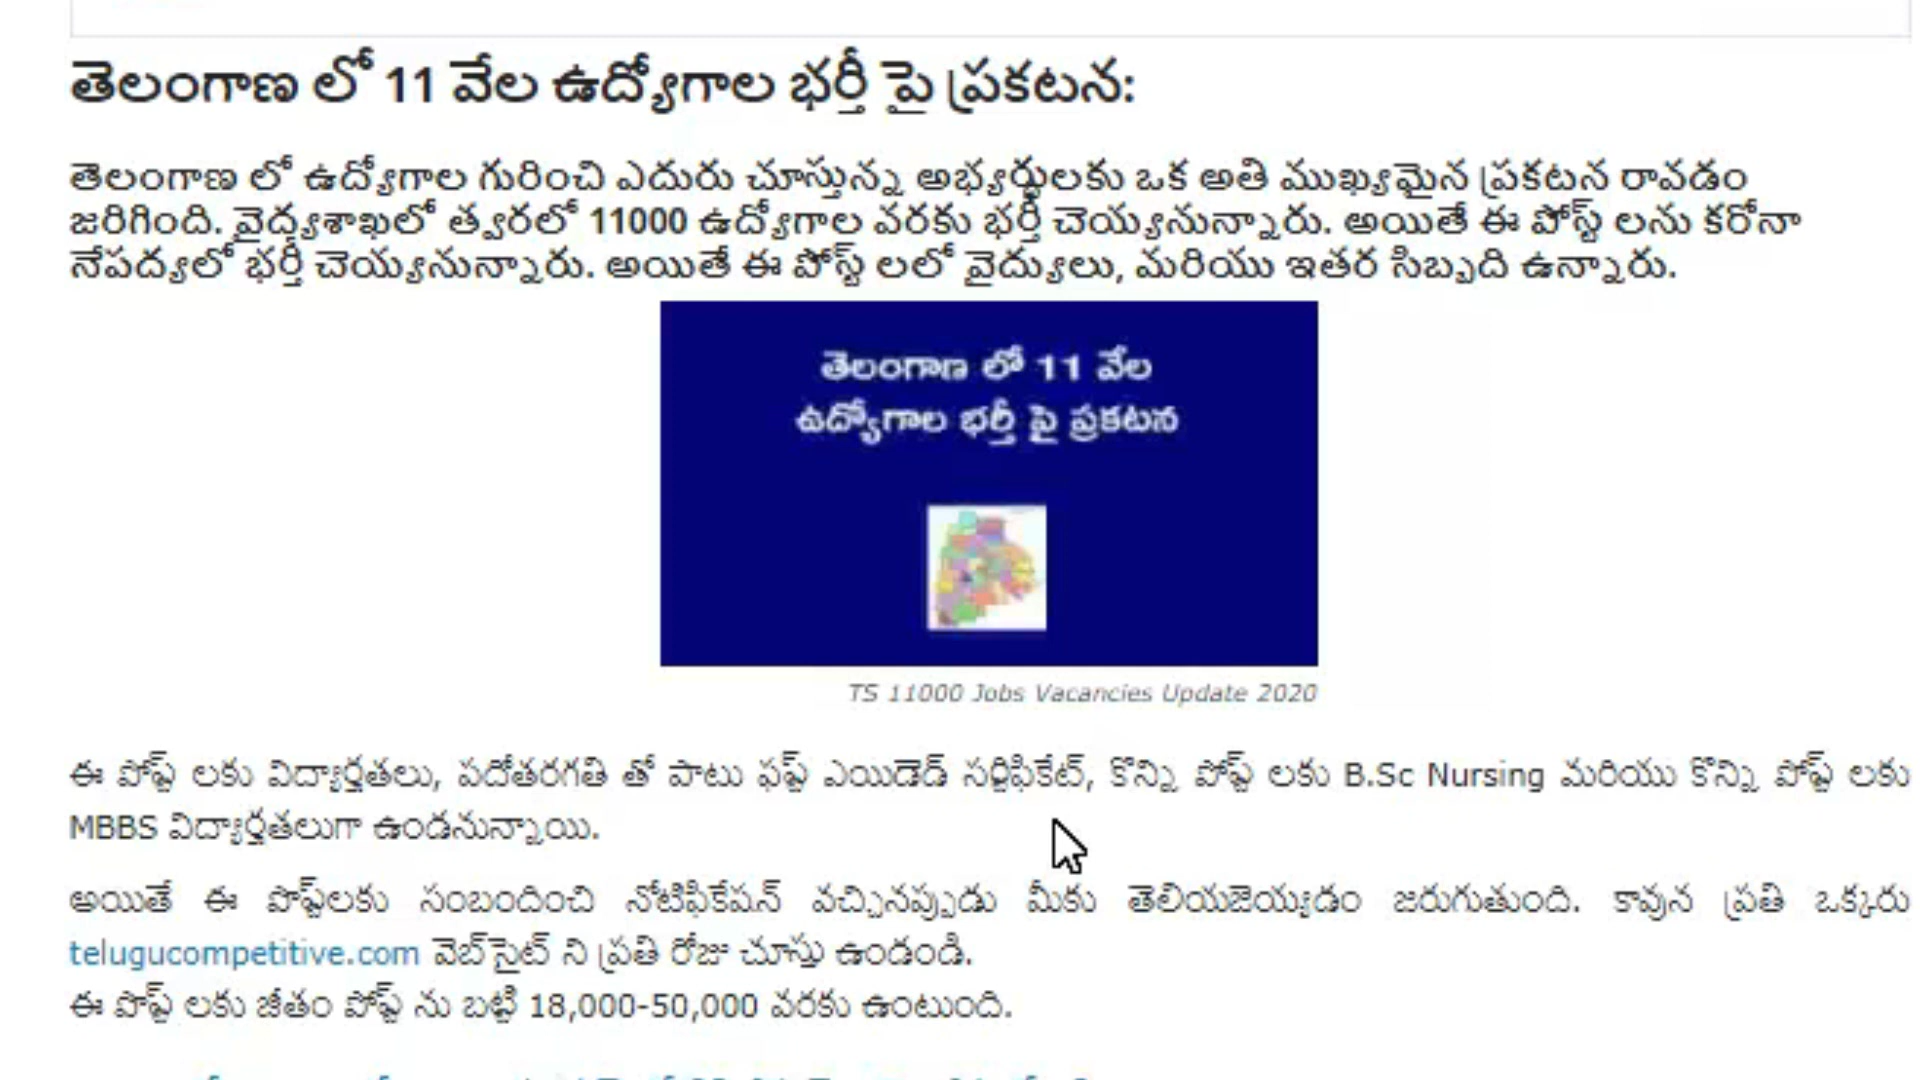 తెలంగాణ లో 11 వేల ఉద్యోగాల భర్తీ పై ప్రకటన:
తెలంగాణ లో ఉద్యోగాల గురించి ఎదురు చూస్తున్న అభ్యర్థులకు ఒక అతి ముఖ్యమైన ప్రకటన రావడం
జరిగింది. వైద్యశాఖలో త్వరలో 11000 ఉద్యోగాల వరకు భర్తీ చెయ్యనున్నారు. అయితే ఈ పోస్ట్ లను కరోనా
నేపద్యలో భర్తీ చెయ్యనున్నారు. అయితే ఈ పోస్ట్ లలో వైద్యులు, మరియు ఇతర సిబ్బది ఉన్నారు.
తెలంగాణ లో 11 వేల
ఉద్యోగాల భర్తీ పై ప్రకటన
TS 11000 Jobs Vacancies Update 2020
ఈ పోస్ట్ లకు విద్యార్హతలు, పదోతరగతి తో పాటు ఫస్ట్ ఎయిడెడ్ సర్టిఫికేట్, కొన్ని పోస్ట్ లకు B.Sc Nursing మరియు కొన్ని పోస్ట్ లకు
MBBS విద్యార్హతలుగా ఉండనున్నాయి.
అయితే ఈ పొస్ట్‌లకు సంబందించి నోటిఫికేషన్ వచ్చినప్పుడు మీకు తెలియజెయ్యడం జరుగుతుంది. కావున ప్రతి ఒక్కరు
telugucompetitive.com వెబ్‌సైట్ ని ప్రతి రోజు చూస్తు ఉండండి.
ఈ పొస్ట్ లకు జీతం పోస్ట్ ను బట్టి 18,000-50,000 వరకు ఉంటుంది.